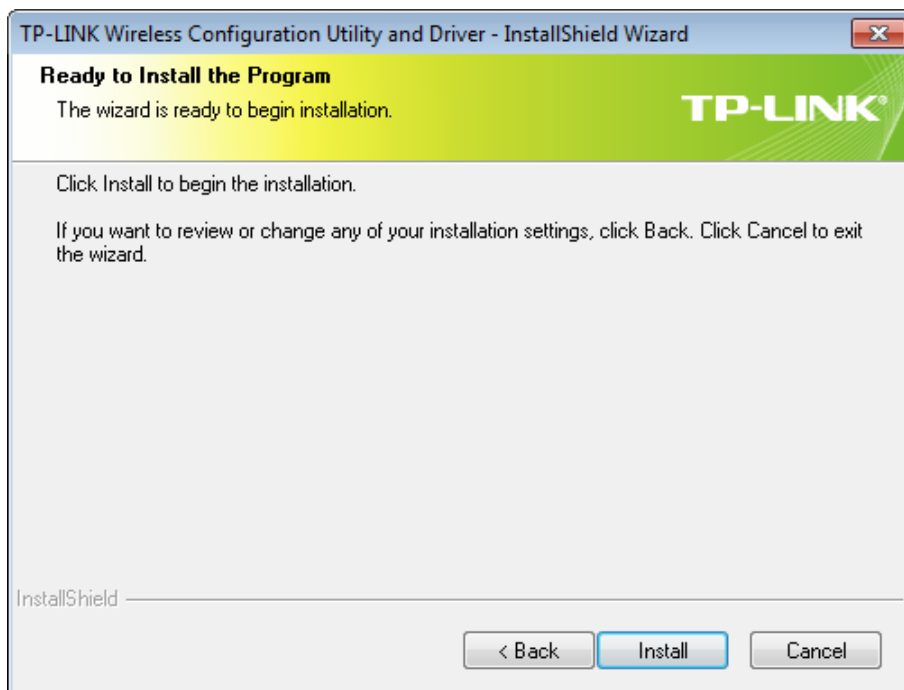 TP-LINK Wireless Configuration Utility and Driver - InstallShield Wizard
Ready to Install the Program
The wizard is ready to begin installation.
TP-LINK®
Click Install to begin the installation.
If you want to review or change any of your installation settings, click Back. Click Cancel to exit
the wizard.
InstallShield
< Back
Install
Cancel